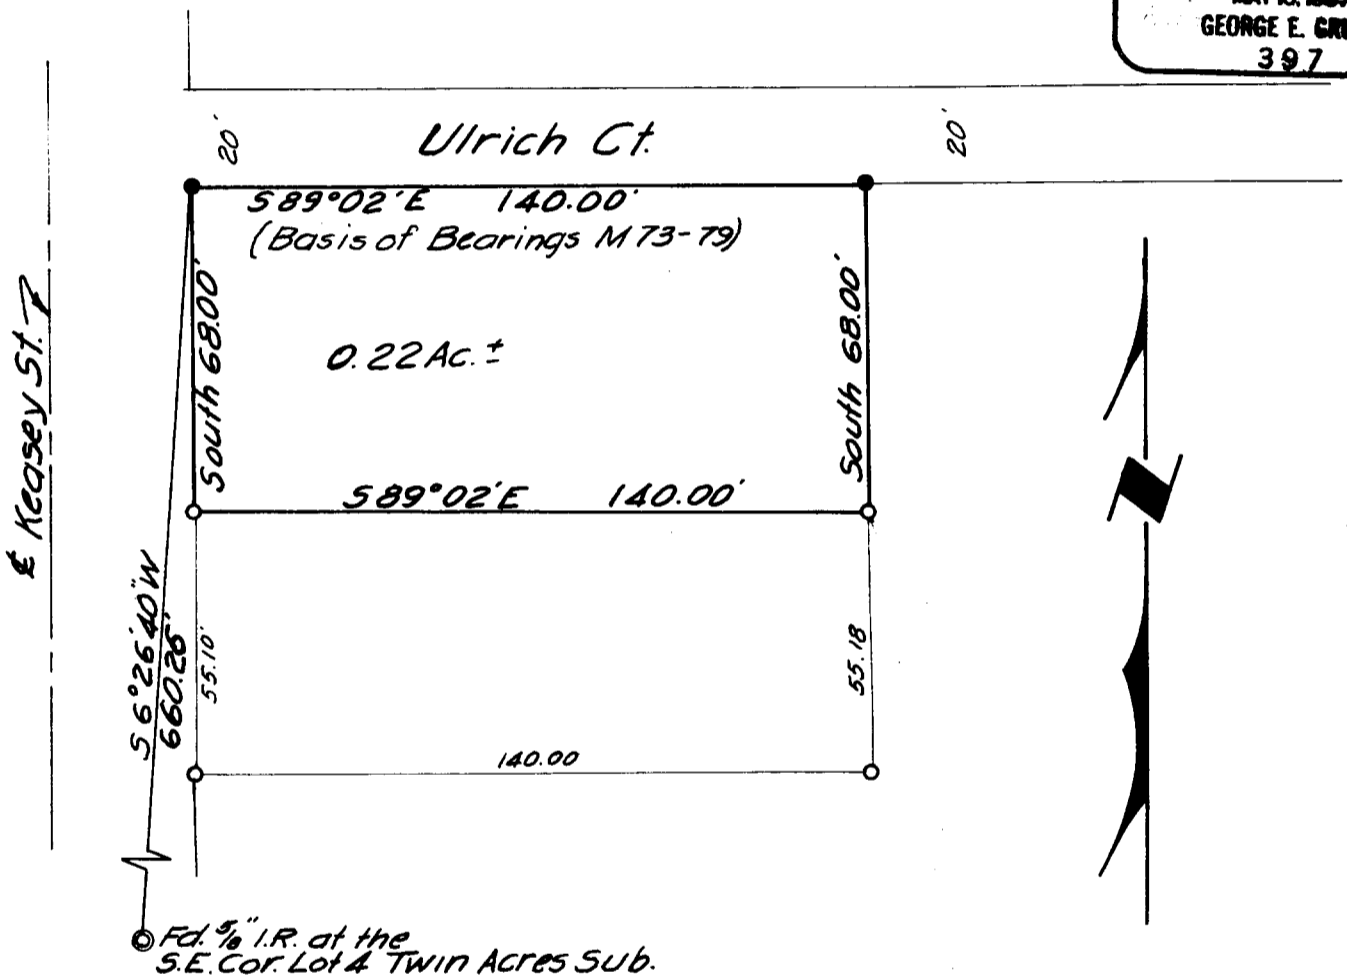 GEORGE E.
397
20'
20'
Ulrich Ct.
S 89°02'E 140.00'
(Basis of Bearings M 73-79)
South 68.00'
South 68.00'
0.22 Ac. ±
℄ Keasey St.
S 89°02'E 140.00'
S 6°26'40"W
660.26'
55.10'
55.18
140.00
Fd. 5/8" I.R. at the
S.E. Cor. Lot 4 Twin Acres Sub.